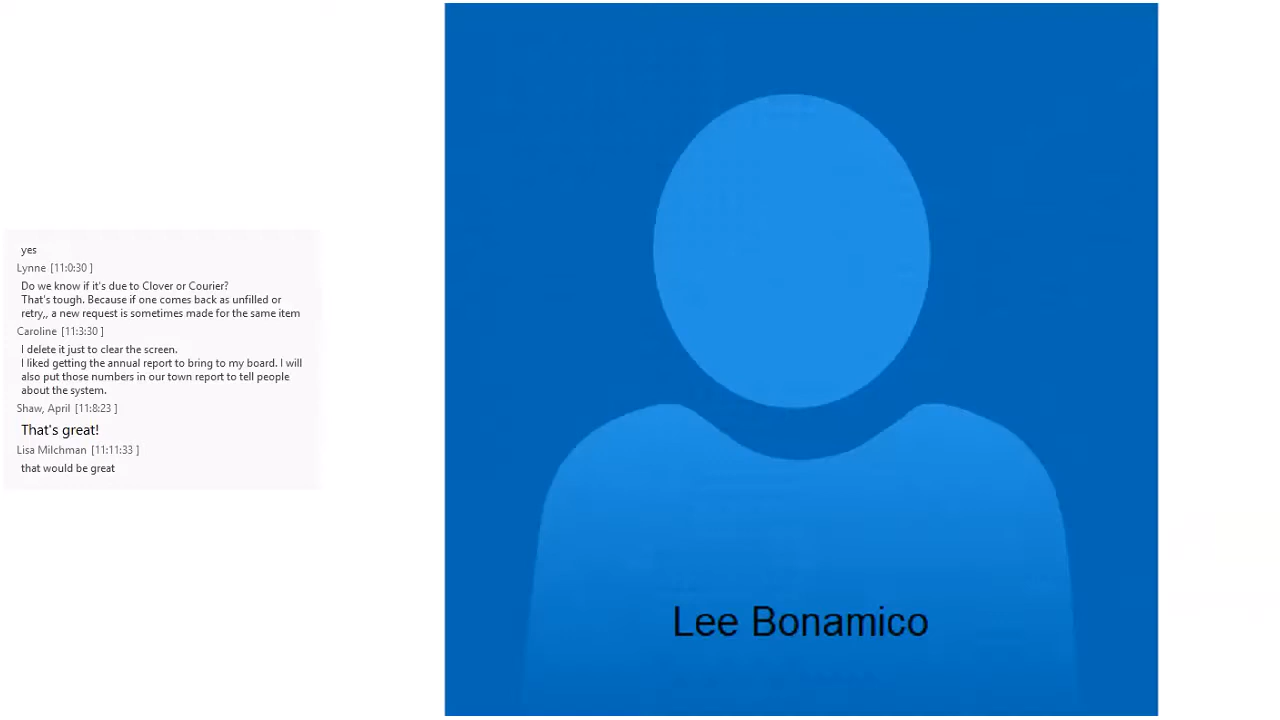 yes
Lynne [11:0:30 ]
Do we know if it's due to Clover or Courier?
That's tough. Because if one comes back as unfilled or
retry,, a new request is sometimes made for the same item
Caroline [11:3:30 ]
I delete it just to clear the screen.
I liked getting the annual report to bring to my board. I will
also put those numbers in our town report to tell people
about the system.
Shaw, April [11:8:23 ]
That's great!
Lisa Milchman [11:11:33 ]
that would be great
Lee Bonamico